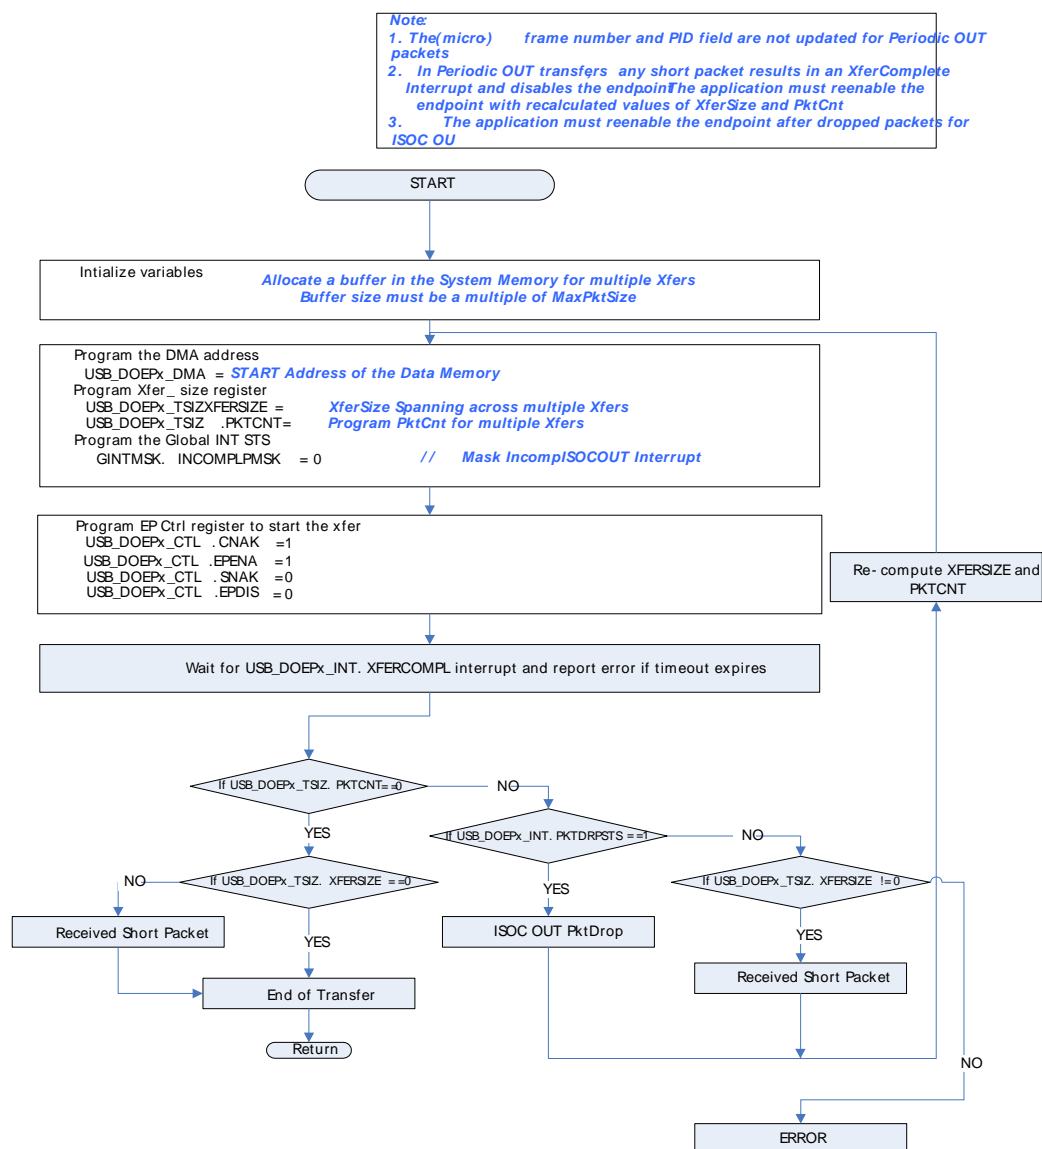 Note:
1. The(micro-) frame number and PID field are not updated for Periodic OUT
packets
2. In Periodic OUT transfers, any short packet results in an XferComplete
Interrupt and disables the endpoint.The application must reenable the
endpoint with recalculated values of XferSize and PktCnt
3. The application must reenable the endpoint after dropped packets for
ISOC OU
START
Intialize variables
Allocate a buffer in the System Memory for multiple Xfers
Buffer size must be a multiple of MaxPktSize
Program the DMA address
USB_DOEPx_DMA = START Address of the Data Memory
Program Xfer_ size register
USB_DOEPx_TSIZXFERSIZE = XferSize Spanning across multiple Xfers
USB_DOEPx_TSIZ .PKTCNT= Program PktCnt for multiple Xfers
Program the Global INT STS
GINTMSK. INCOMPLPMSK = 0 // Mask IncompISOCOUT Interrupt
Program EP Ctrl register to start the xfer
USB_DOEPx_CTL .CNAK =1
USB_DOEPx_CTL .EPENA =1
USB_DOEPx_CTL .SNAK =0
USB_DOEPx_CTL .EPDIS =0
Re- compute XFERSIZE and
PKTCNT
Wait for USB_DOEPx_INT. XFERCOMPL interrupt and report error if timeout expires
If USB_DOEPx_TSIZ. PKTCNT==0
NO
YES
If USB_DOEPx_INT. PKTDRPSTS ==1
NO
NO
If USB_DOEPx_TSIZ. XFERSIZE ==0
YES
If USB_DOEPx_TSIZ. XFERSIZE !=0
Received Short Packet
YES
ISOC OUT PktDrop
YES
Received Short Packet
End of Transfer
Return
NO
ERROR